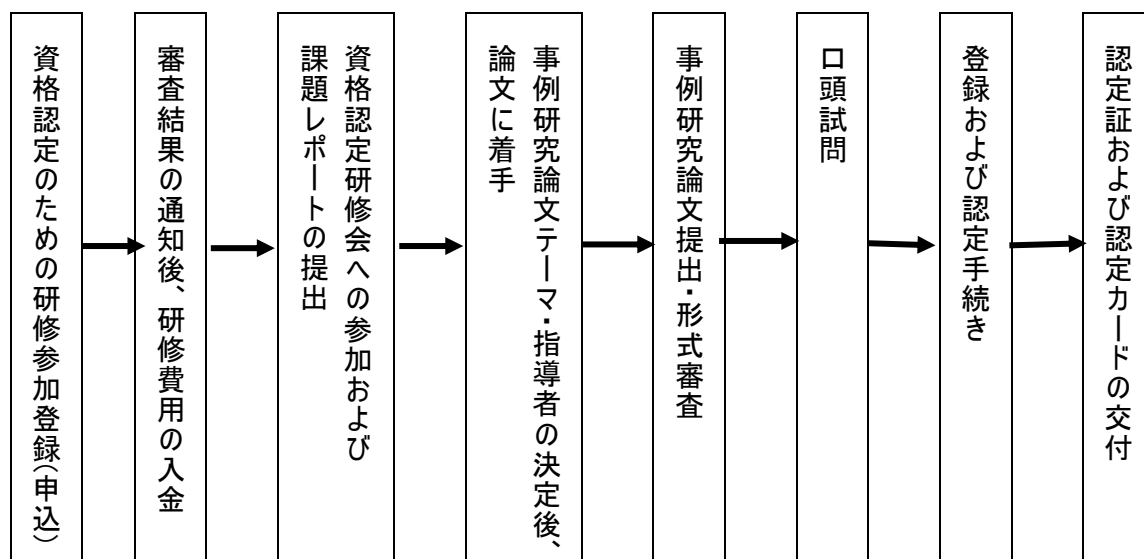 資格認定のための研修参加登録（申込）
審査結果の通知後、研修費用の入金
資格認定研修会への参加および
課題レポートの提出
事例研究論文テーマ・指導者の決定後、
論文に着手
事例研究論文提出・形式審査
口頭試問
登録および認定手続き
認定証および認定カードの交付